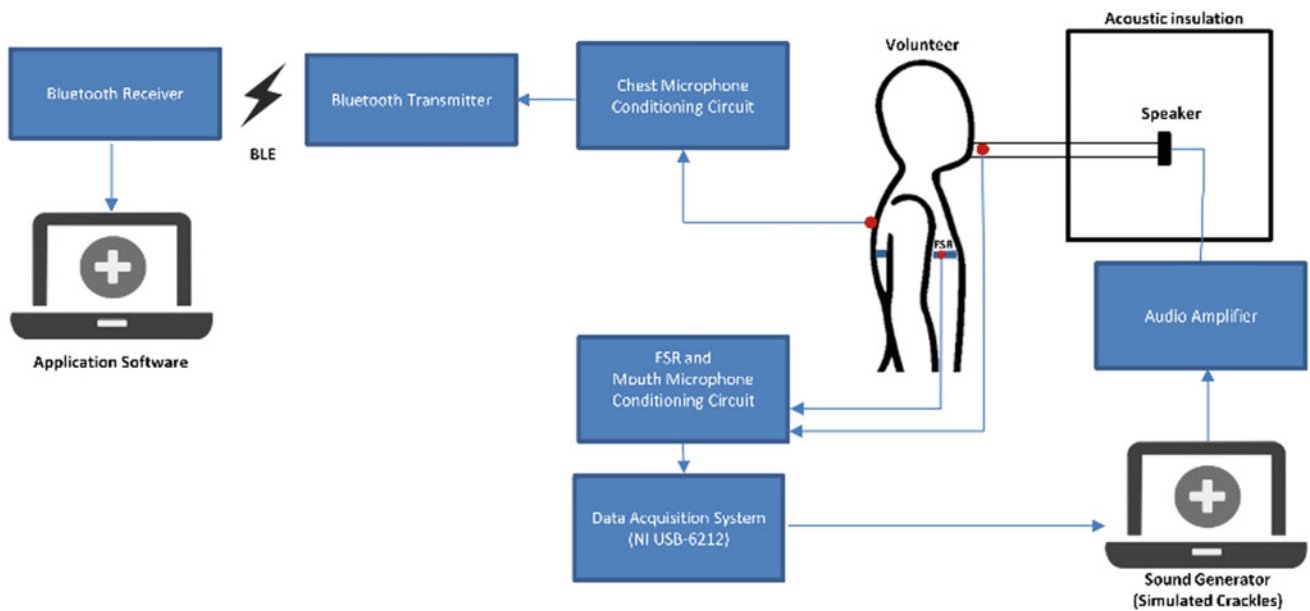 Acoustic insulation
Volunteer
Bluetooth Receiver
BLE
Bluetooth Transmitter
Chest Microphone
Conditioning Circuit
Speaker
FSR
Audio Amplifier
Application Software
FSR and
Mouth Microphone
Conditioning Circuit
Data Acquisition System
(NI USB-6212)
Sound Generator
(Simulated Crackles)